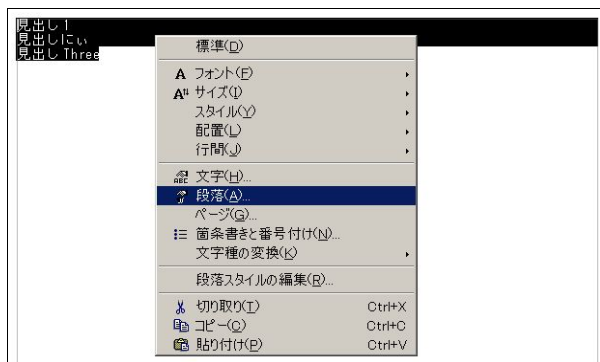 見出し1
見出しにぃ
見出し Three
標準(D)
フォント(F)
サイズ(I)
スタイル(Y)
配置(L)
行間(J)
文字(H)...
段落(A)...
ページ(G)...
箇条書きと番号付け(N)...
文字種の変換(K)
段落スタイルの編集(R)...
切り取り(T) Ctrl+X
コピー(C) Ctrl+C
貼り付け(P) Ctrl+V